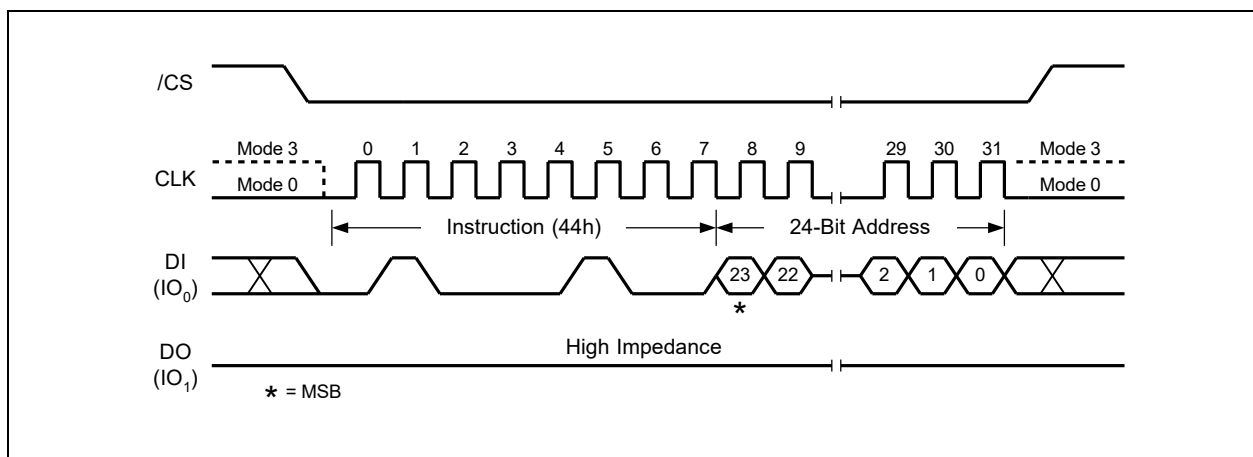 /CS
Mode 3 0 1 2 3 4 5 6 7 8 9 29 30 31 Mode 3
CLK
Mode 0 Mode 0
Instruction (44h) 24-Bit Address
DI
(IO0) 23 22 2 1 0
*
High Impedance
DO
(IO1)
* = MSB